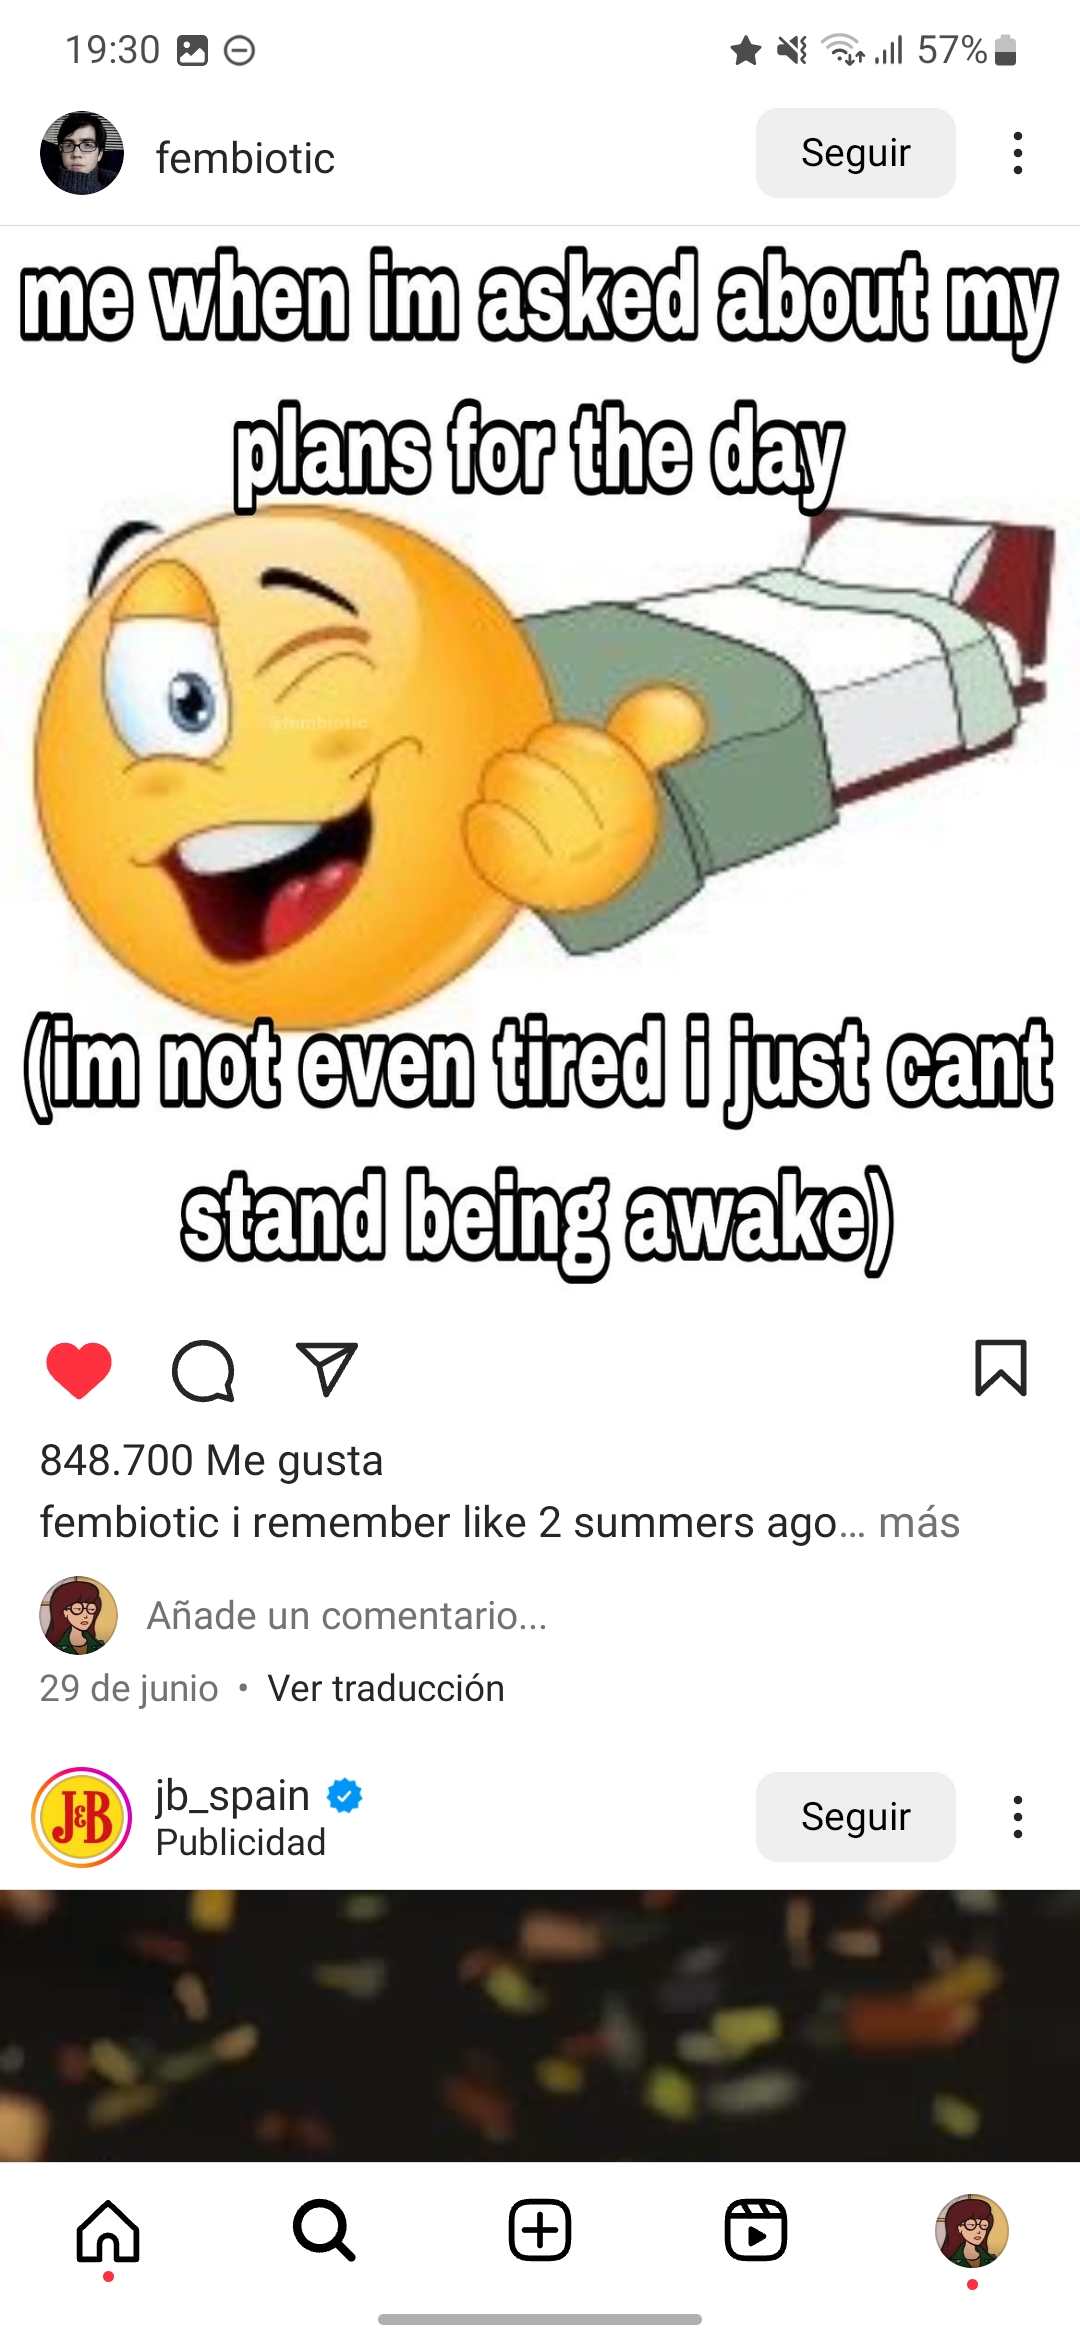 19:30
57%
fembiotic
Seguir
me when im asked about my
plans for the day
@fembiotic
(im not even tired i just cant
stand being awake)
848.700 Me gusta
fembiotic i remember like 2 summers ago... más
Añade un comentario...
29 de junio • Ver traducción
J&B
jb_spain
Publicidad
Seguir